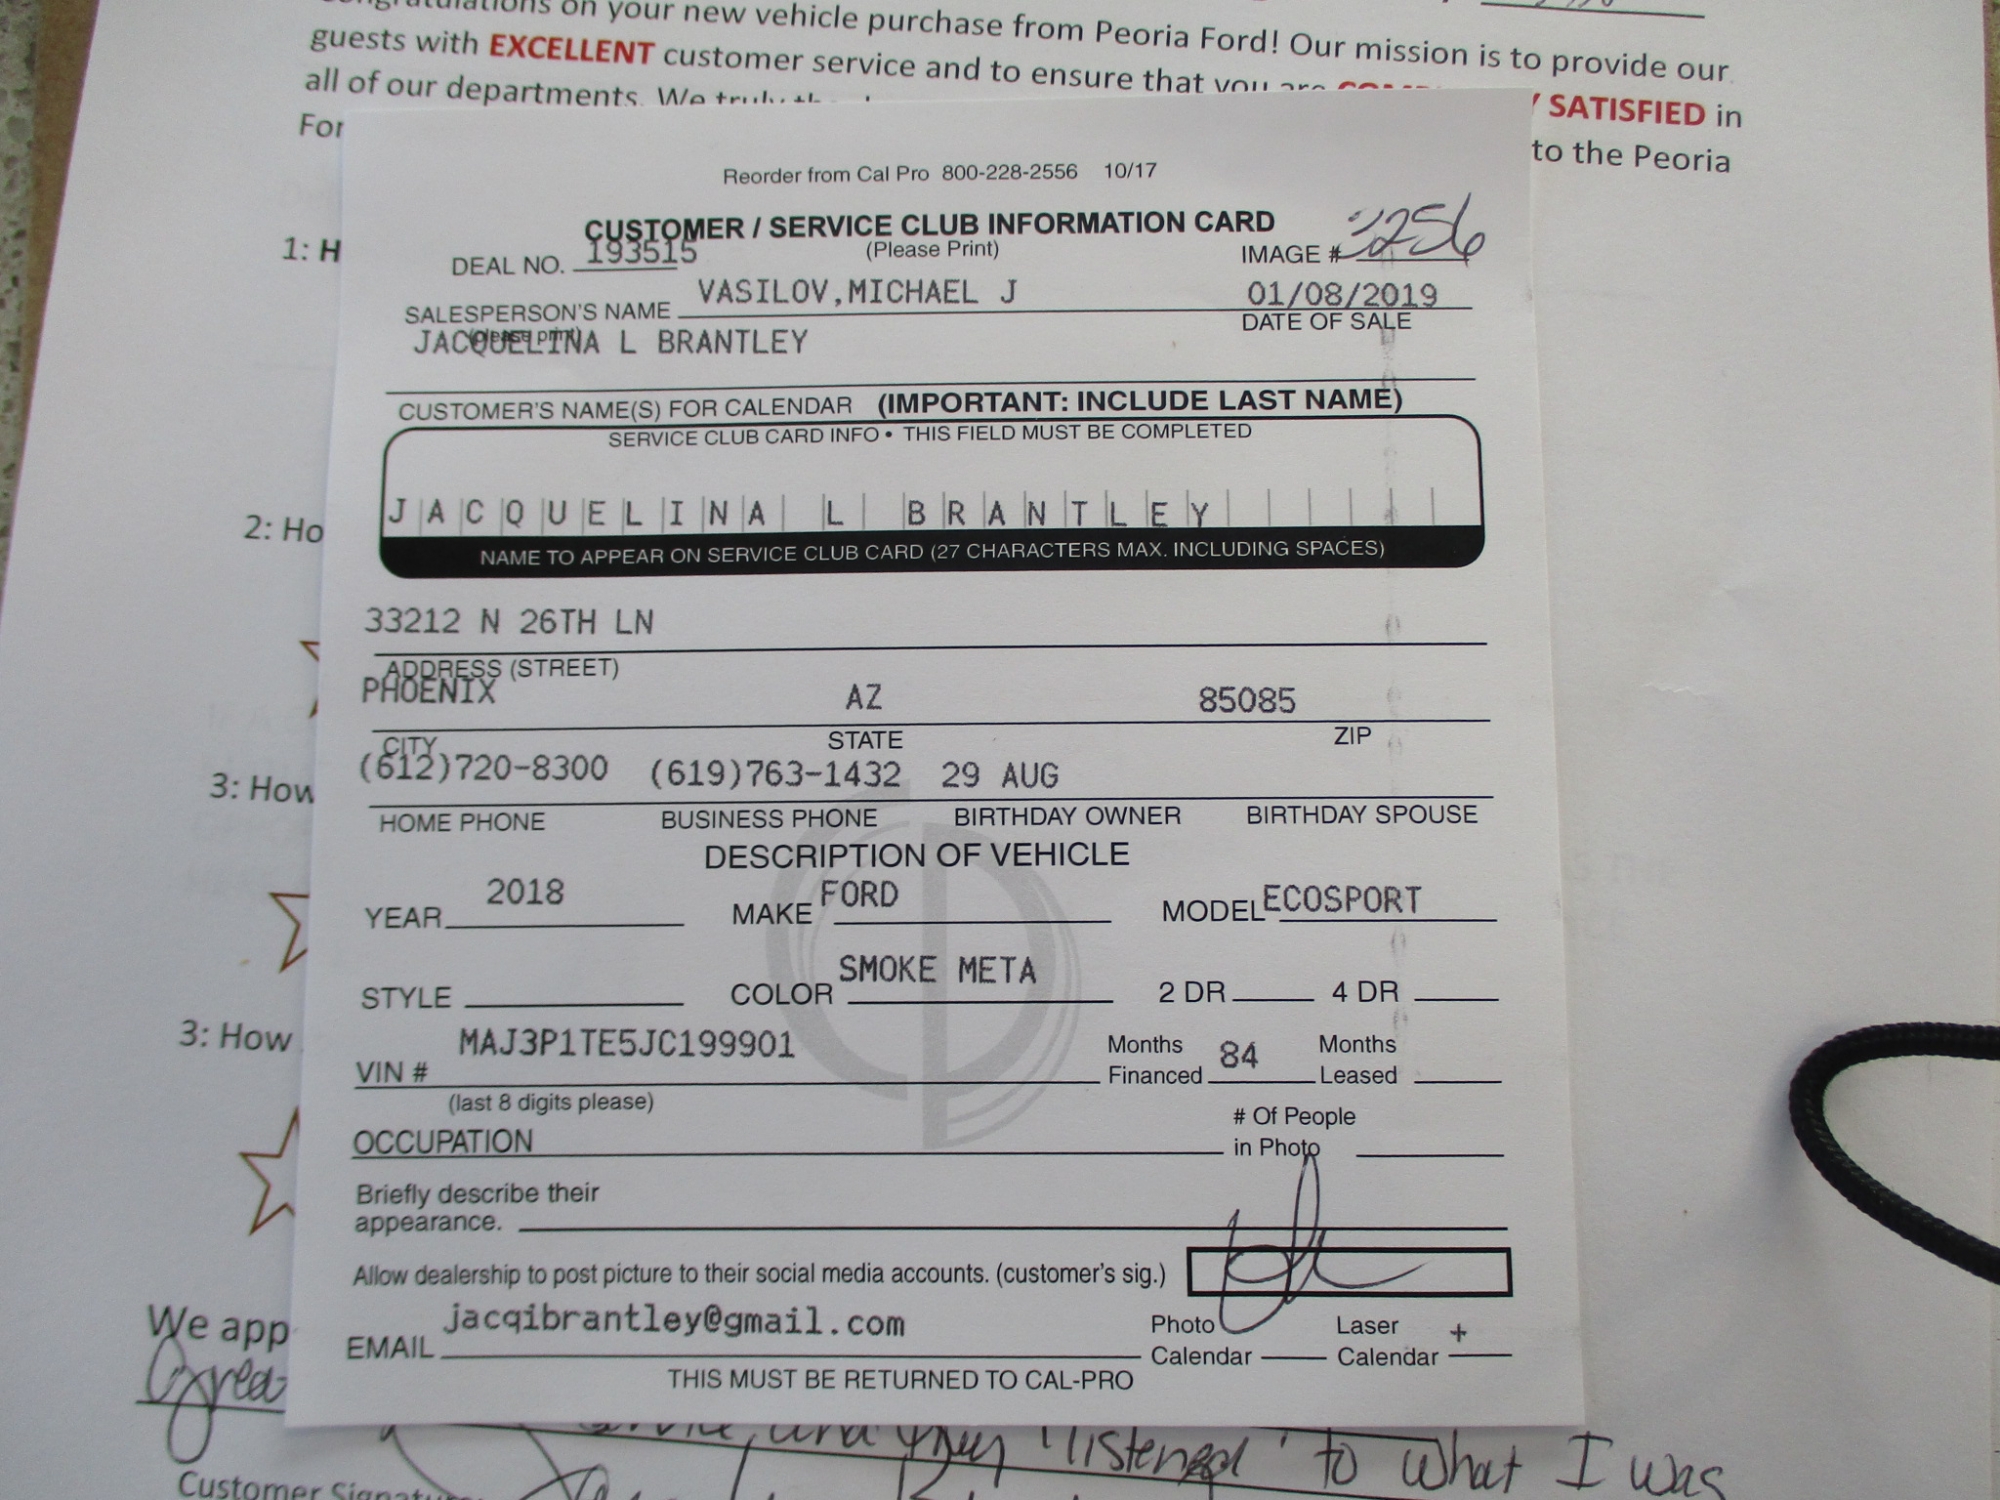 on your new vehicle purchase from Peoria Ford! Our mission is to provide our
guests with EXCELLENT customer service and to ensure that you are SATISFIED in
all of our departments. We truly
For to the Peoria
Reorder from Cal Pro 800-228-2556 10/17
CUSTOMER / SERVICE CLUB INFORMATION CARD
(Please Print)
DEAL NO. 193515
IMAGE # 3256
SALESPERSON'S NAME VASILOV,MICHAEL J 01/08/2019
(please print) DATE OF SALE
JACQUELINA L BRANTLEY
CUSTOMER'S NAME(S) FOR CALENDAR (IMPORTANT: INCLUDE LAST NAME)
SERVICE CLUB CARD INFO • THIS FIELD MUST BE COMPLETED
JACQUELINA L BRANTLEY
NAME TO APPEAR ON SERVICE CLUB CARD (27 CHARACTERS MAX. INCLUDING SPACES)
33212 N 26TH LN
ADDRESS (STREET)
PHOENIX AZ 85085
CITY STATE ZIP
(612)720-8300 (619)763-1432 29 AUG
HOME PHONE BUSINESS PHONE BIRTHDAY OWNER BIRTHDAY SPOUSE
DESCRIPTION OF VEHICLE
YEAR 2018 MAKE FORD MODEL ECOSPORT
STYLE COLOR SMOKE META 2 DR 4 DR
VIN # MAJ3P1TE5JC199901 Months Financed 84 Months Leased
(last 8 digits please)
OCCUPATION # Of People in Photo
Briefly describe their
appearance.
Allow dealership to post picture to their social media accounts. (customer's sig.)
EMAIL jacqibrantley@gmail.com Photo Calendar Laser Calendar +
THIS MUST BE RETURNED TO CAL-PRO
1: H
2: Ho
3: How
3: How
We app
service, and they 'listened' to what I was
Customer